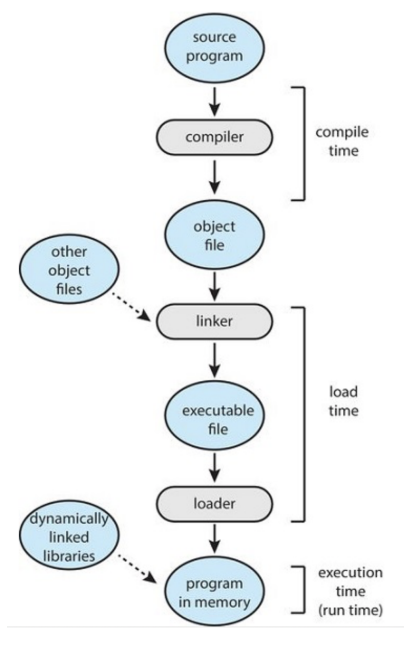 source
program
compiler
compile
time
object
file
other
object
files
linker
load
time
executable
file
loader
dynamically
linked
libraries
program
in memory
execution
time
(run time)